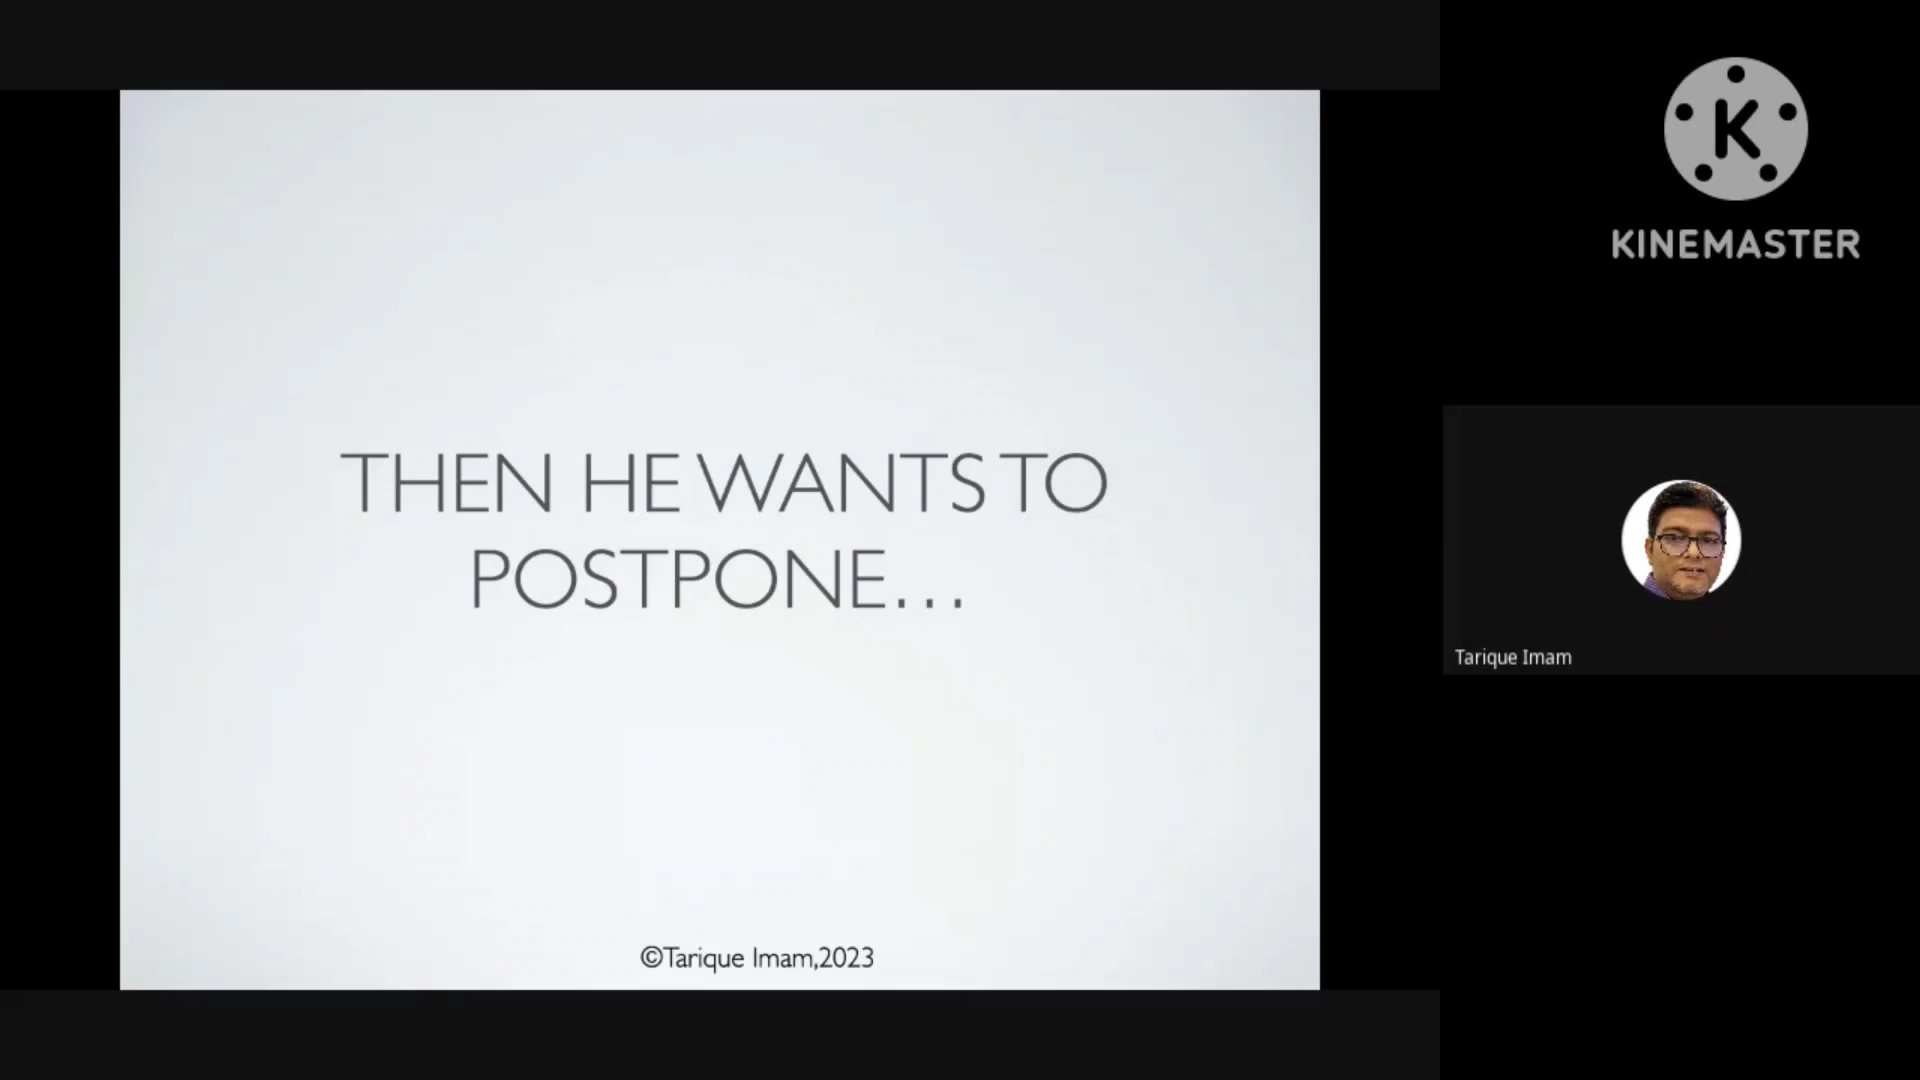 THEN HE WANTS TO
POSTPONE...
©Tarique Imam,2023
K
KINEMASTER
Tarique Imam